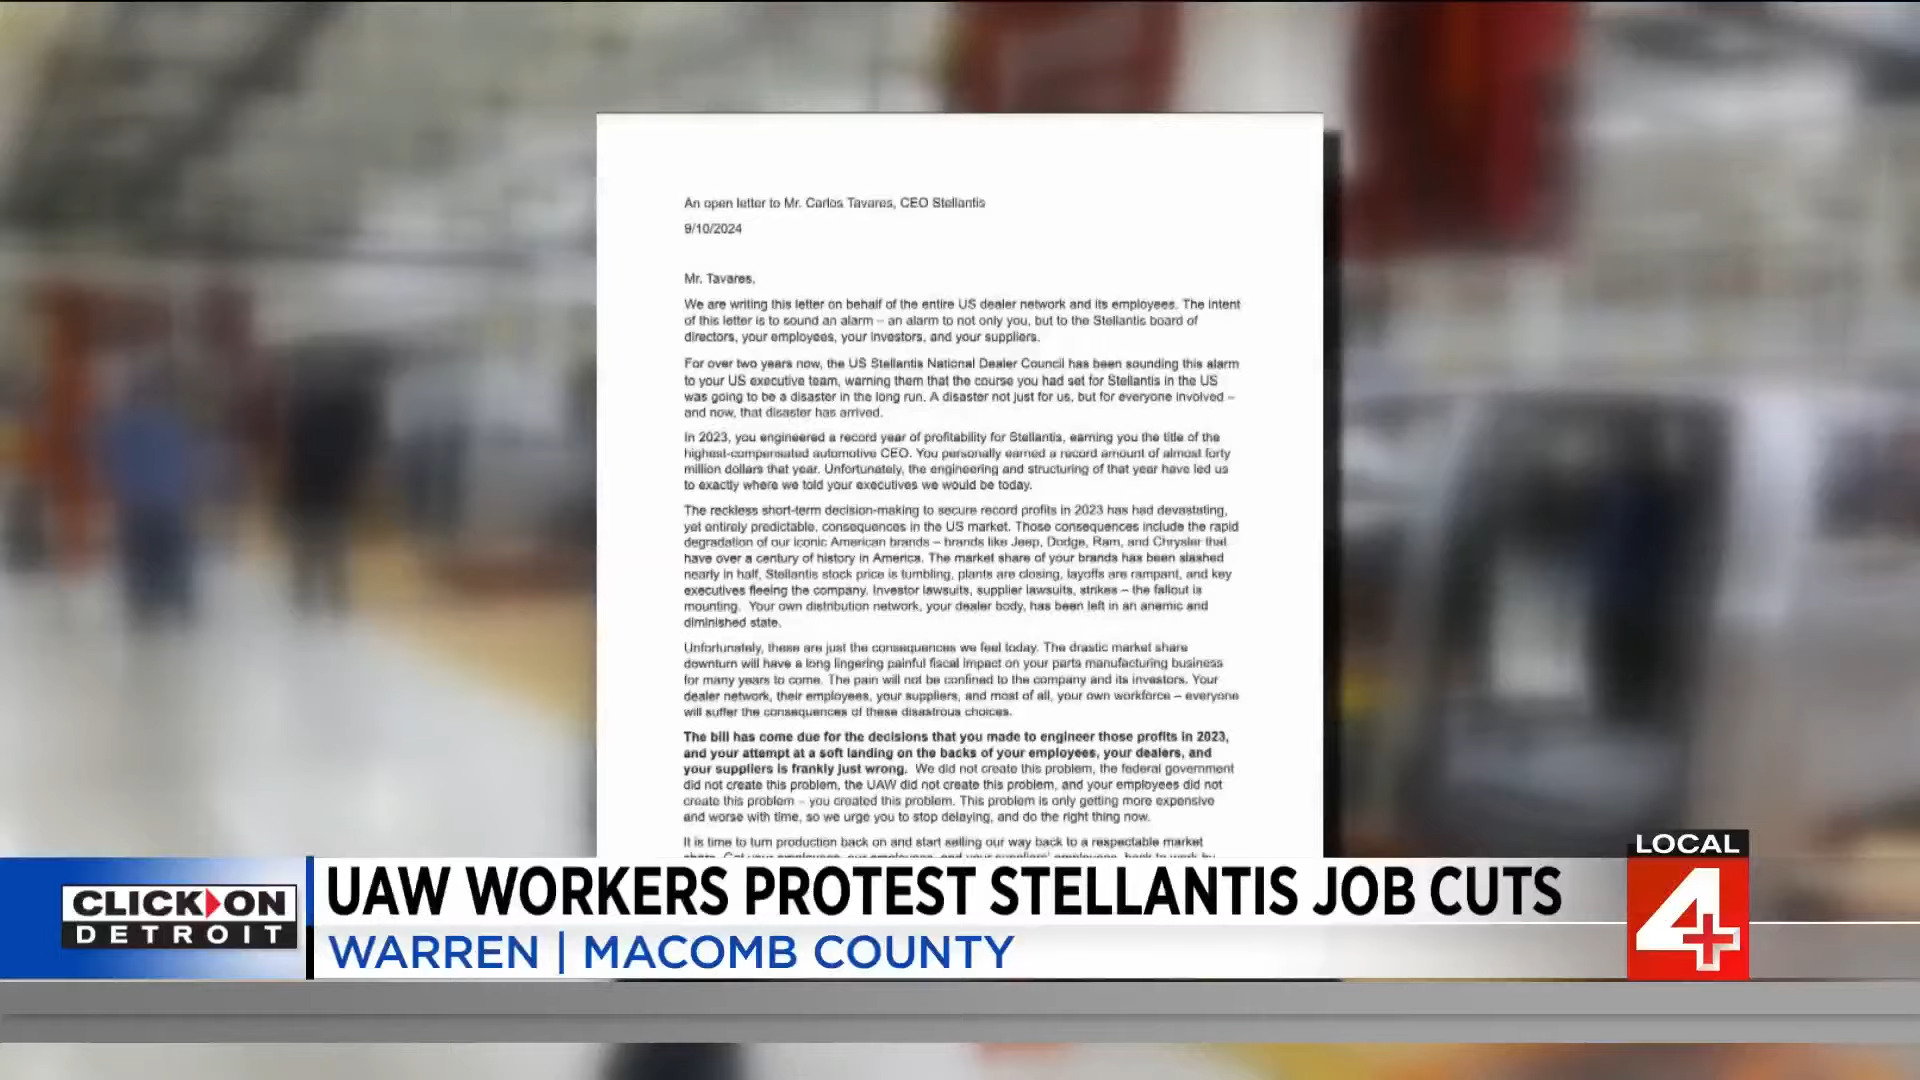 An open letter to Mr. Carlos Tavares, CEO Stellantis
9/10/2024
Mr. Tavares,
We are writing this letter on behalf of the entire US dealer network and its employees. The intent
of this letter is to sound an alarm – an alarm to not only you, but to the Stellantis board of
directors, your employees, your investors, and your suppliers.
For over two years now, the US Stellantis National Dealer Council has been sounding this alarm
to your US executive team, warning them that the course you had set for Stellantis in the US
was going to be a disaster in the long run. A disaster not just for us, but for everyone involved –
and now, that disaster has arrived.
In 2023, you engineered a record year of profitability for Stellantis, earning you the title of the
highest-compensated automotive CEO. You personally earned a record amount of almost forty
million dollars that year. Unfortunately, the engineering and structuring of that year have led us
to exactly where we told your executives we would be today.
The reckless short-term decision-making to secure record profits in 2023 has had devastating,
yet entirely predictable, consequences in the US market. Those consequences include the rapid
degradation of our iconic American brands – brands like Jeep, Dodge, Ram, and Chrysler that
have over a century of history in America. The market share of your brands has been slashed
nearly in half, Stellantis stock price is tumbling, plants are closing, layoffs are rampant, and key
executives fleeing the company. Investor lawsuits, supplier lawsuits, strikes – the fallout is
mounting. Your own distribution network, your dealer body, has been left in an anemic and
diminished state.
Unfortunately, these are just the consequences we feel today. The drastic market share
downturn will have a long lingering painful fiscal impact on your parts manufacturing business
for many years to come. The pain will not be confined to the company and its investors. Your
dealer network, their employees, your suppliers, and most of all, your own workforce – everyone
will suffer the consequences of these disastrous choices.
The bill has come due for the decisions that you made to engineer those profits in 2023,
and your attempt at a soft landing on the backs of your employees, your dealers, and
your suppliers is frankly just wrong. We did not create this problem, the federal government
did not create this problem, the UAW did not create this problem, and your employees did not
create this problem – you created this problem. This problem is only getting more expensive
and worse with time, so we urge you to stop delaying, and do the right thing now.
It is time to turn production back on and start selling our way back to a respectable market
CLICK ON
DETROIT
UAW WORKERS PROTEST STELLANTIS JOB CUTS
WARREN | MACOMB COUNTY
LOCAL
4+